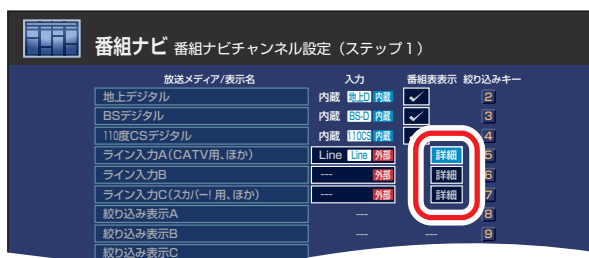 番組ナビ 番組ナビチャンネル設定(ステップ1)
放送メディア/表示名 入力 番組表表示 絞り込みキー
地上デジタル 内蔵 地上D 内蔵 2
BSデジタル 内蔵 BS-D 内蔵 3
110度CSデジタル 内蔵 110CS 内蔵 4
ライン入力A(CATV用、ほか) Line Line 外部 詳細 5
ライン入力B --- 外部 詳細 6
ライン入力C(スカパー!用、ほか) --- 外部 詳細 7
絞り込み表示A --- 8
絞り込み表示B --- --- 9
絞り込み表示C